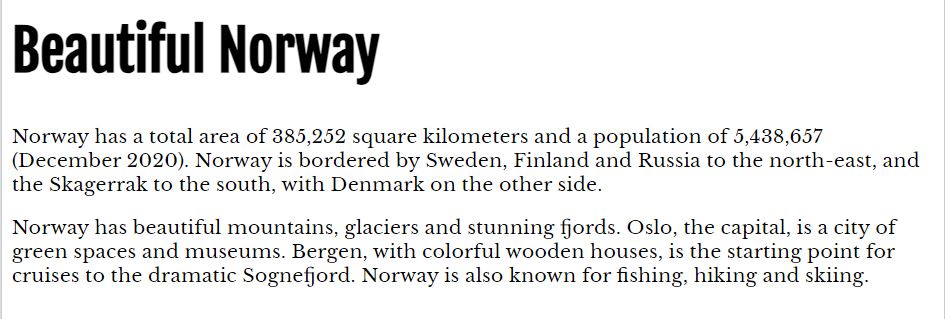 Beautiful Norway
Norway has a total area of 385,252 square kilometers and a population of 5,438,657
(December 2020). Norway is bordered by Sweden, Finland and Russia to the north-east, and
the Skagerrak to the south, with Denmark on the other side.
Norway has beautiful mountains, glaciers and stunning fjords. Oslo, the capital, is a city of
green spaces and museums. Bergen, with colorful wooden houses, is the starting point for
cruises to the dramatic Sognefjord. Norway is also known for fishing, hiking and skiing.